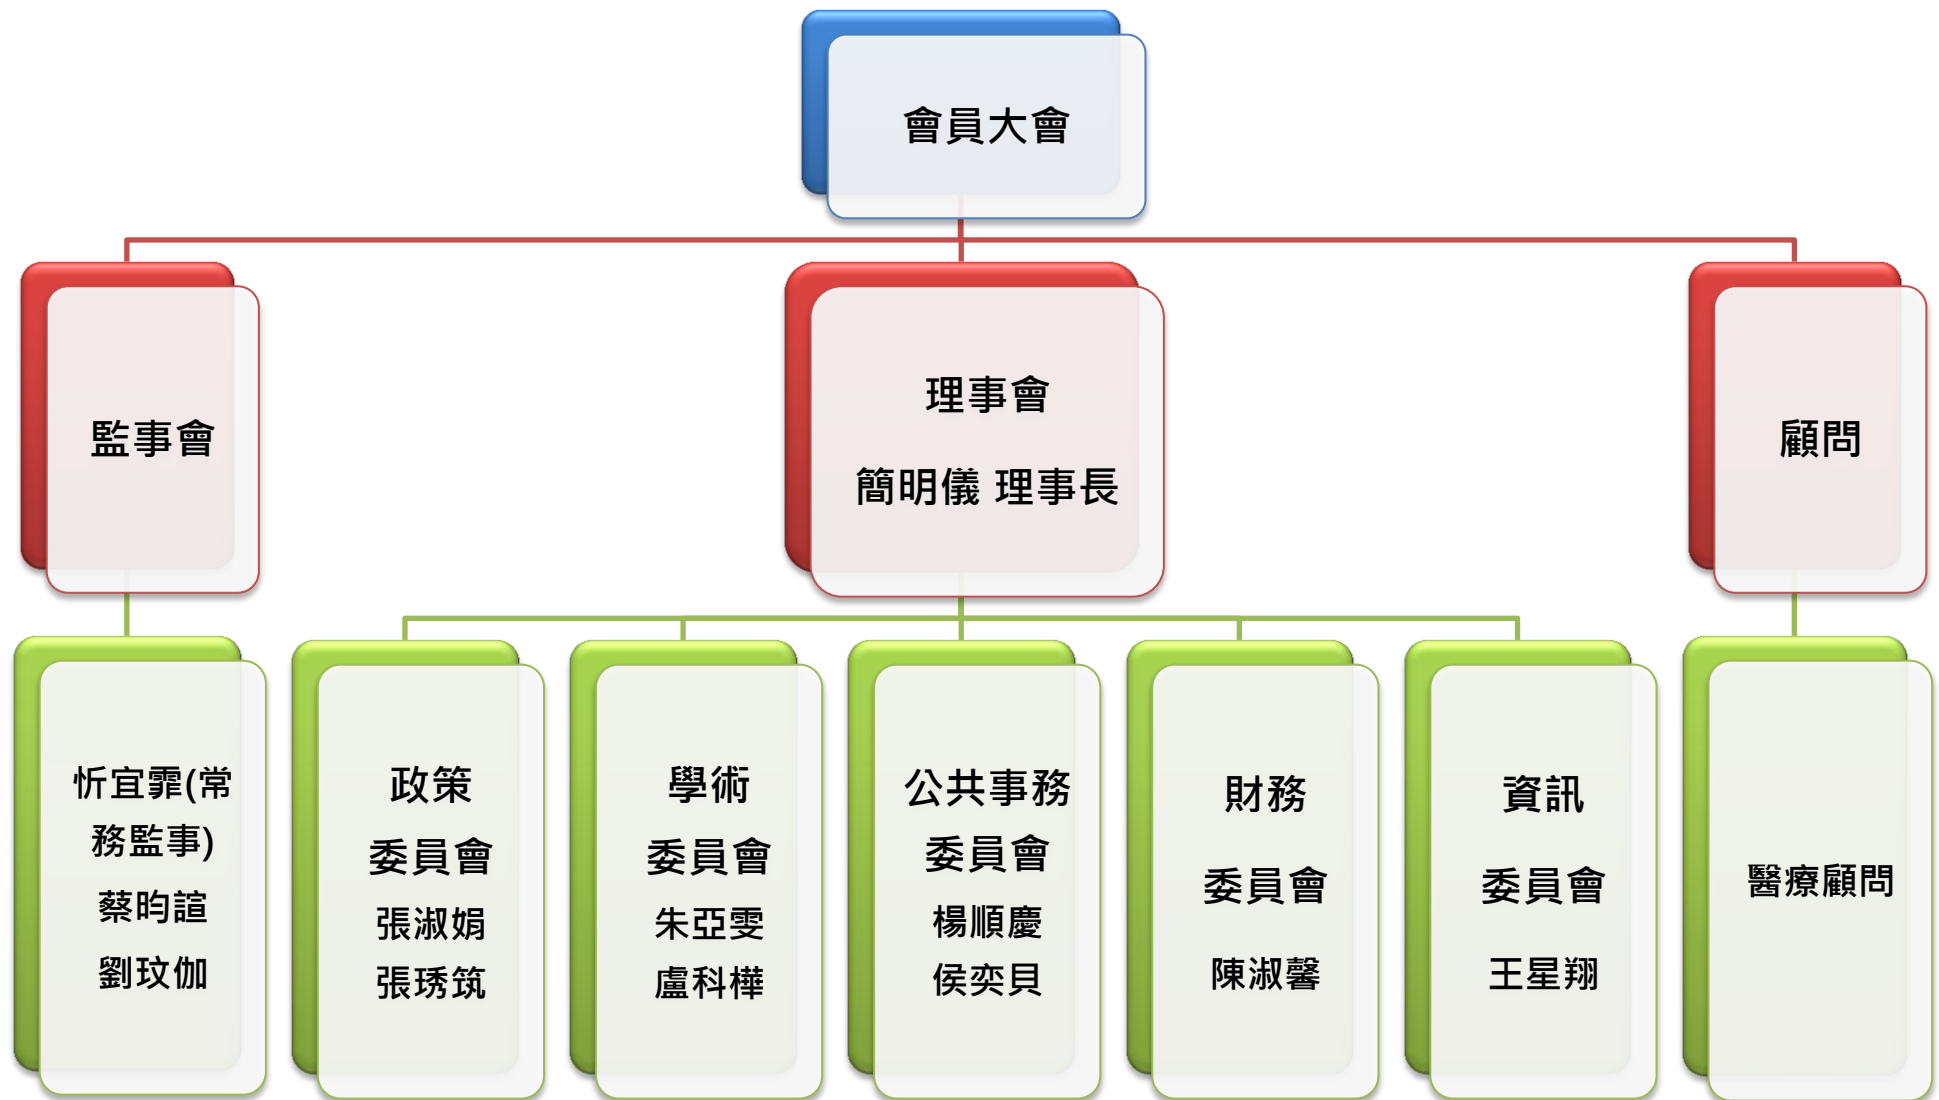 會員大會
監事會
理事會
簡明儀 理事長
顧問
忻宜霏(常
務監事)
蔡昀諠
劉玟伽
政策
委員會
張淑娟
張琇筑
學術
委員會
朱亞雯
盧科樺
公共事務
委員會
楊順慶
侯奕貝
財務
委員會
陳淑馨
資訊
委員會
王星翔
醫療顧問